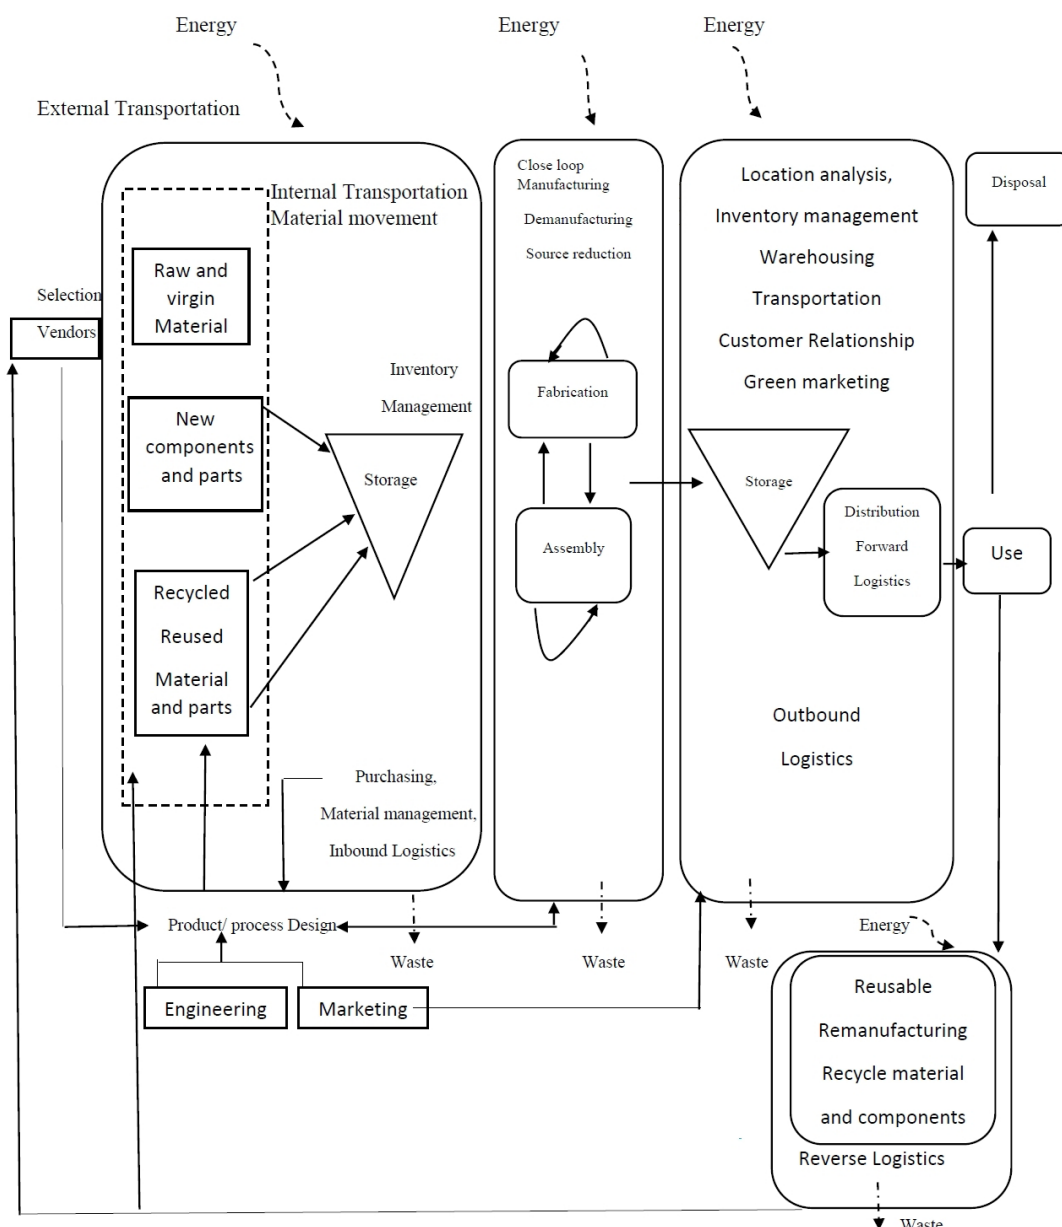 Energy
Energy
Energy
External Transportation
Internal Transportation
Material movement
Raw and
virgin
Material
Selection
Vendors
New
components
and parts
Inventory
Management
Storage
Recycled
Reused
Material
and parts
Purchasing,
Material management,
Inbound Logistics
Close loop
Manufacturing
Demanufacturing
Source reduction
Fabrication
Assembly
Location analysis,
Inventory management
Warehousing
Transportation
Customer Relationship
Green marketing
Storage
Distribution
Forward
Logistics
Outbound
Logistics
Disposal
Use
Product/ process Design
Waste
Waste
Waste
Engineering
Marketing
Energy
Reusable
Remanufacturing
Recycle material
and components
Reverse Logistics
Waste